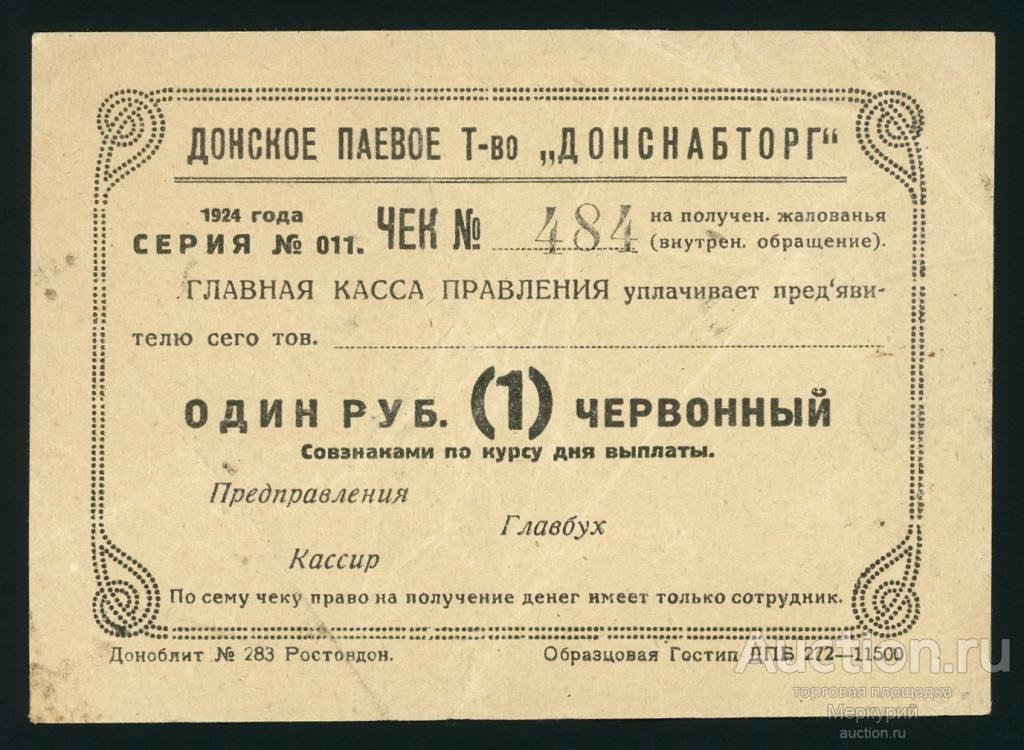 ДОНСКОЕ ПАЕВОЕ Т-во „ДОНСНАБТОРГ“
1924 года
СЕРИЯ № 011.
ЧЕК № 484
на получен. жалованья
(внутрен. обращение).
ГЛАВНАЯ КАССА ПРАВЛЕНИЯ уплачивает пред‘яви-
телю сего тов.
ОДИН РУБ. (1) ЧЕРВОННЫЙ
Совзнаками по курсу дня выплаты.
Предправления
Главбух
Кассир
По сему чеку право на получение денег имеет только сотрудник.
Доноблит № 283 Ростовдон.
Образцовая Гостип ДПБ 272—11500
Auction.ru
торговая площадка
Меркурий
auction.ru